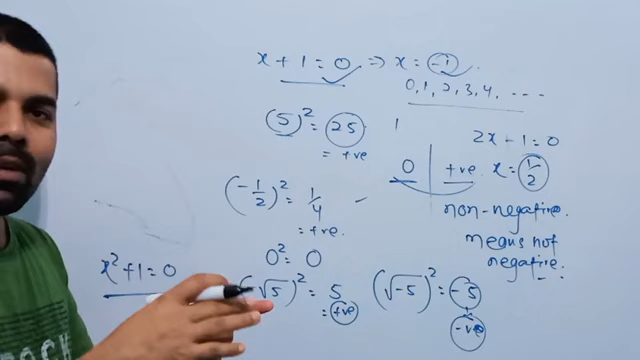 x + 1 = 0 => x = -1
0, 1, 2, 3, 4, - - -
(5)² = 25
= +ve
1
2x - 1 = 0
0 +ve x = 1/2
(-1/2)² = 1/4
= +ve.
non-negative.
means not
negative.
0² = 0
x² + 1 = 0
(√5)² = 5
= +ve
(√-5)² = -5
-ve